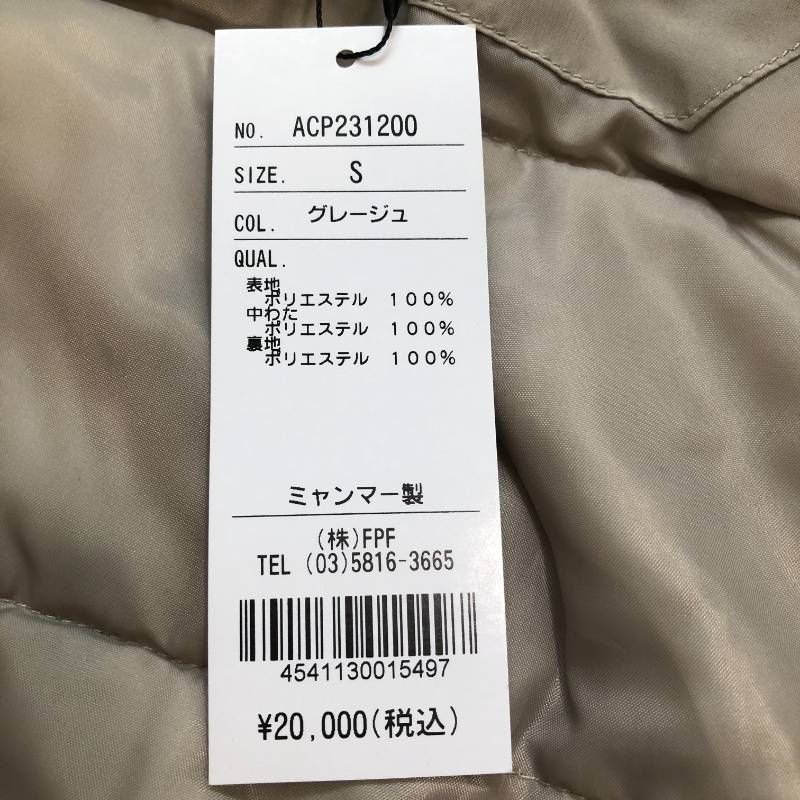 NO. ACP231200
SIZE. S
COL. グレージュ
QUAL.
表地
ポリエステル １００％
中わた
ポリエステル １００％
裏地
ポリエステル １００％
ミャンマー製
(株)FPF
TEL (03)5816-3665
4541130015497
¥20,000(税込)